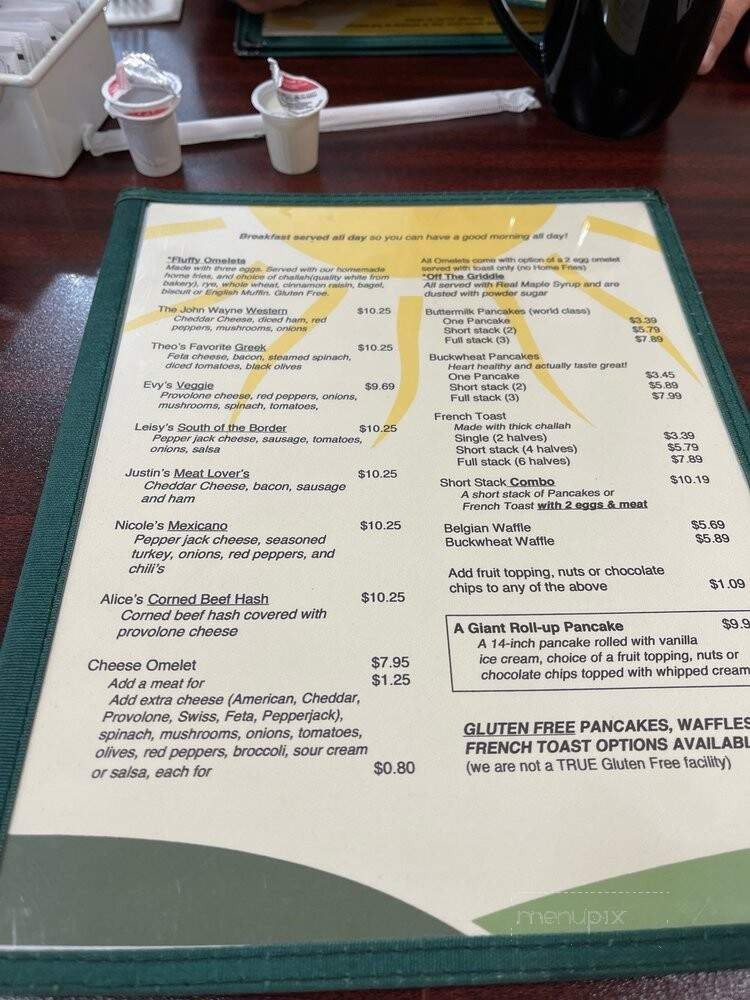 Breakfast served all day so you can have a good morning all day!
*Fluffy Omelets
Made with three eggs. Served with our homemade
home fries, and choice of challah(quality white from
bakery), rye, whole wheat, cinnamon raisin, bagel,
biscuit or English Muffin. Gluten Free.
The John Wayne Western $10.25
Cheddar Cheese, diced ham, red
peppers, mushrooms, onions
Theo's Favorite Greek $10.25
Feta cheese, bacon, steamed spinach,
diced tomatoes, black olives
Evy's Veggie $9.69
Provolone cheese, red peppers, onions,
mushrooms, spinach, tomatoes,
Leisy's South of the Border $10.25
Pepper jack cheese, sausage, tomatoes,
onions, salsa
Justin's Meat Lover's $10.25
Cheddar Cheese, bacon, sausage
and ham
Nicole's Mexicano $10.25
Pepper jack cheese, seasoned
turkey, onions, red peppers, and
chili's
Alice's Corned Beef Hash $10.25
Corned beef hash covered with
provolone cheese
Cheese Omelet $7.95
Add a meat for $1.25
Add extra cheese (American, Cheddar,
Provolone, Swiss, Feta, Pepperjack),
spinach, mushrooms, onions, tomatoes,
olives, red peppers, broccoli, sour cream
or salsa, each for $0.80
All Omelets come with option of a 2 egg omelet
served with toast only (no Home Fries)
*Off The Griddle
All served with Real Maple Syrup and are
dusted with powder sugar
Buttermilk Pancakes (world class)
One Pancake $3.39
Short stack (2) $5.79
Full stack (3) $7.89
Buckwheat Pancakes
Heart healthy and actually taste great!
One Pancake $3.45
Short stack (2) $5.89
Full stack (3) $7.99
French Toast
Made with thick challah
Single (2 halves) $3.39
Short stack (4 halves) $5.79
Full stack (6 halves) $7.89
Short Stack Combo $10.19
A short stack of Pancakes or
French Toast with 2 eggs & meat
Belgian Waffle $5.69
Buckwheat Waffle $5.89
Add fruit topping, nuts or chocolate
chips to any of the above $1.09
A Giant Roll-up Pancake $9.9
A 14-inch pancake rolled with vanilla
ice cream, choice of a fruit topping, nuts or
chocolate chips topped with whipped cream
GLUTEN FREE PANCAKES, WAFFLES
FRENCH TOAST OPTIONS AVAILABL
(we are not a TRUE Gluten Free facility)
menupix